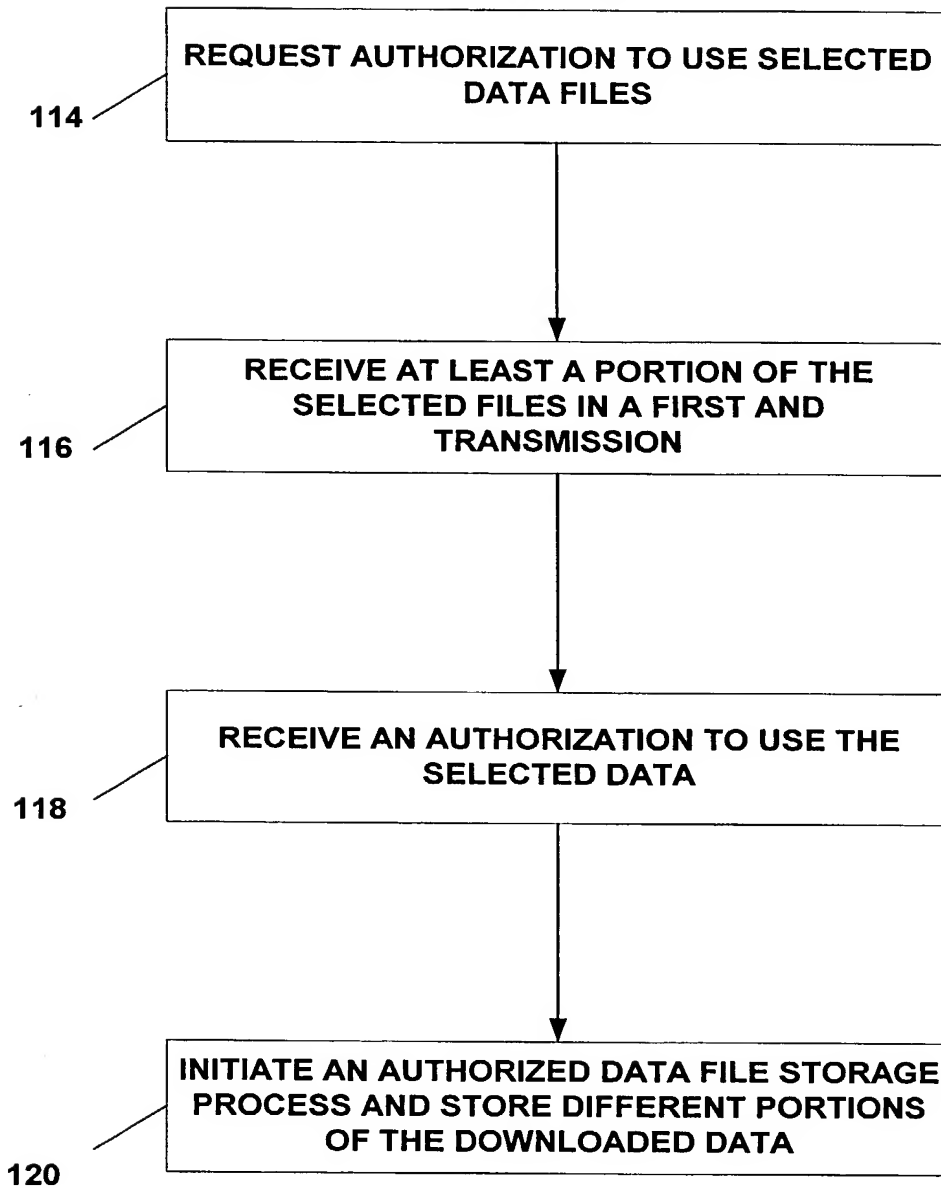 REQUEST AUTHORIZATION TO USE SELECTED
DATA FILES
114
RECEIVE AT LEAST A PORTION OF THE
SELECTED FILES IN A FIRST AND
TRANSMISSION
116
RECEIVE AN AUTHORIZATION TO USE THE
SELECTED DATA
118
INITIATE AN AUTHORIZED DATA FILE STORAGE
PROCESS AND STORE DIFFERENT PORTIONS
OF THE DOWNLOADED DATA
120